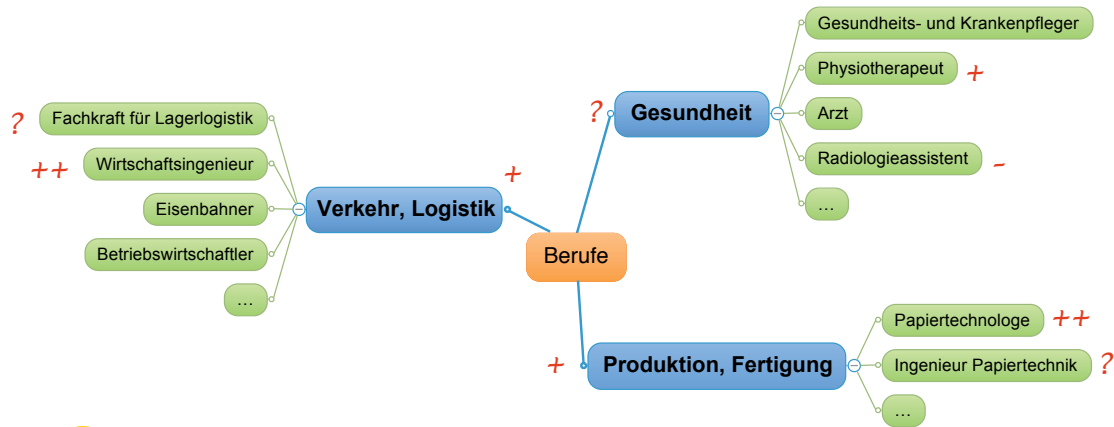 Berufe
+
Verkehr, Logistik
? Fachkraft für Lagerlogistik
++ Wirtschaftsingenieur
Eisenbahner
Betriebswirtschaftler
...
? Gesundheit
Gesundheits- und Krankenpfleger
Physiotherapeut +
Arzt
Radiologieassistent -
...
+ Produktion, Fertigung
Papiertechnologe ++
Ingenieur Papiertechnik ?
...